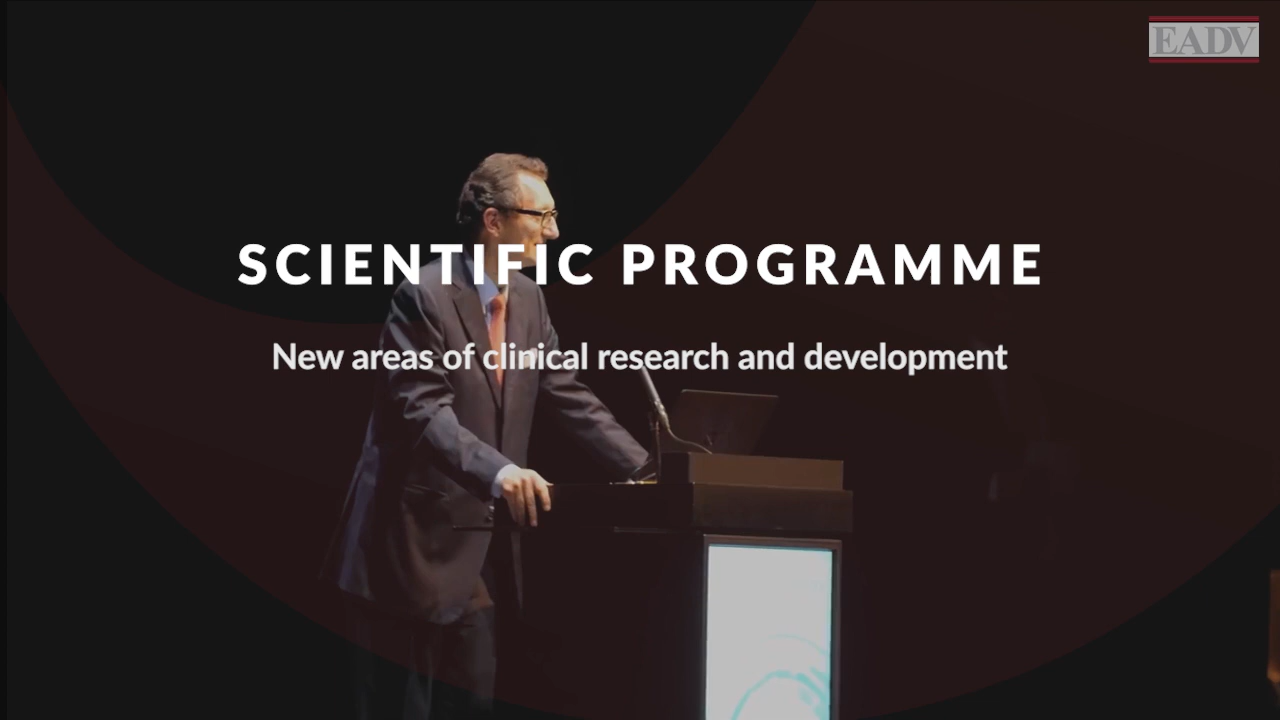 EADV
SCIENTIFIC PROGRAMME
New areas of clinical research and development